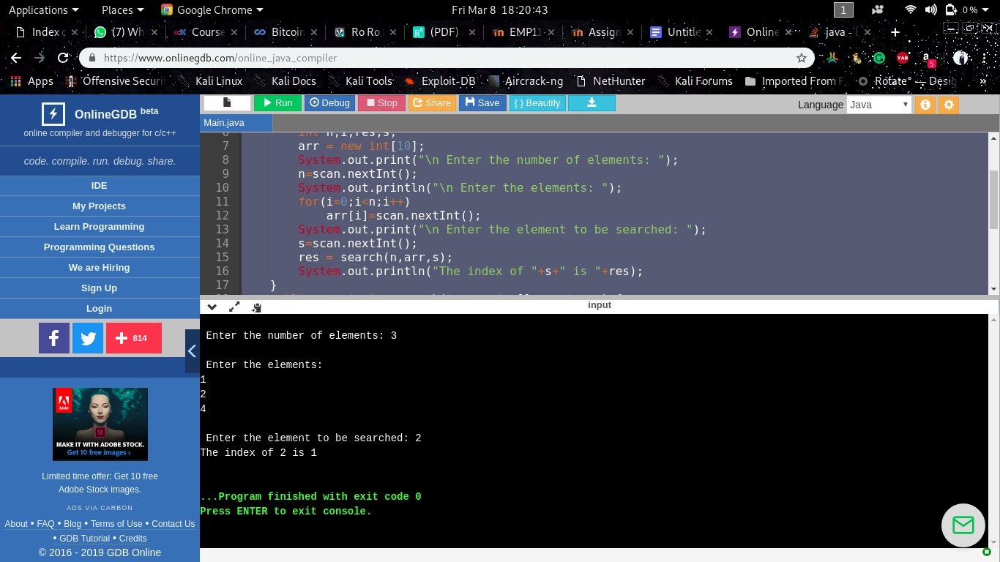 Applications Places Google Chrome Fri Mar 8 18:20:43 1 0 %
Index (7) Wh Course Bitcoin Ro Ro (PDF) EMP11 Assign Untitle Online java - f
https://www.onlinegdb.com/online_java_compiler YAB a 5
Apps Offensive Securi Kali Linux Kali Docs Kali Tools Exploit-DB Aircrack-ng NetHunter Kali Forums Imported From F Rotate° — Desig »
OnlineGDB beta
online compiler and debugger for c/c++
code. compile. run. debug. share.
IDE
My Projects
Learn Programming
Programming Questions
We are Hiring
Sign Up
Login
814
Adobe
St
MAKE IT WITH ADOBE STOCK.
Get 10 free images ›
Limited time offer: Get 10 free
Adobe Stock images.
ADS VIA CARBON
About • FAQ • Blog • Terms of Use • Contact Us
• GDB Tutorial • Credits
© 2016 - 2019 GDB Online
Run Debug Stop Share Save { } Beautify Language Java
Main.java
6 int n,i,res,s;
7 arr = new int[10];
8 System.out.print("\n Enter the number of elements: ");
9 n=scan.nextInt();
10 System.out.println("\n Enter the elements: ");
11 for(i=0;i<n;i++)
12 arr[i]=scan.nextInt();
13 System.out.print("\n Enter the element to be searched: ");
14 s=scan.nextInt();
15 res = search(n,arr,s);
16 System.out.println("The index of "+s+" is "+res);
17 }
input
Enter the number of elements: 3
Enter the elements:
1
2
4
Enter the element to be searched: 2
The index of 2 is 1
...Program finished with exit code 0
Press ENTER to exit console.